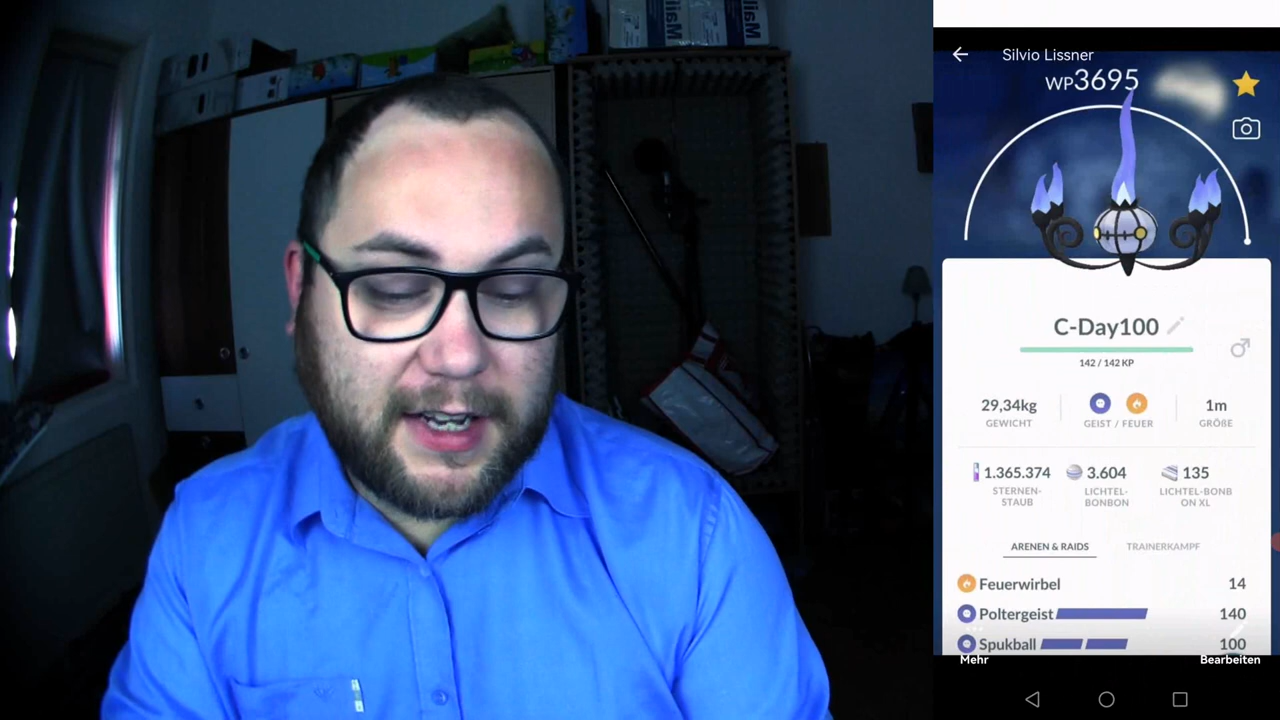 Mail
Mail
Silvio Lissner
WP3695
C-Day100
142 / 142 KP
29,34kg
GEWICHT
GEIST / FEUER
1m
GRÖßE
1.365.374
STERNEN-
STAUB
3.604
LICHTEL-
BONBON
135
LICHTEL-BONB
ON XL
ARENEN & RAIDS
TRAINERKAMPF
Feuerwirbel 14
Poltergeist 140
Spukball 100
Mehr
Bearbeiten